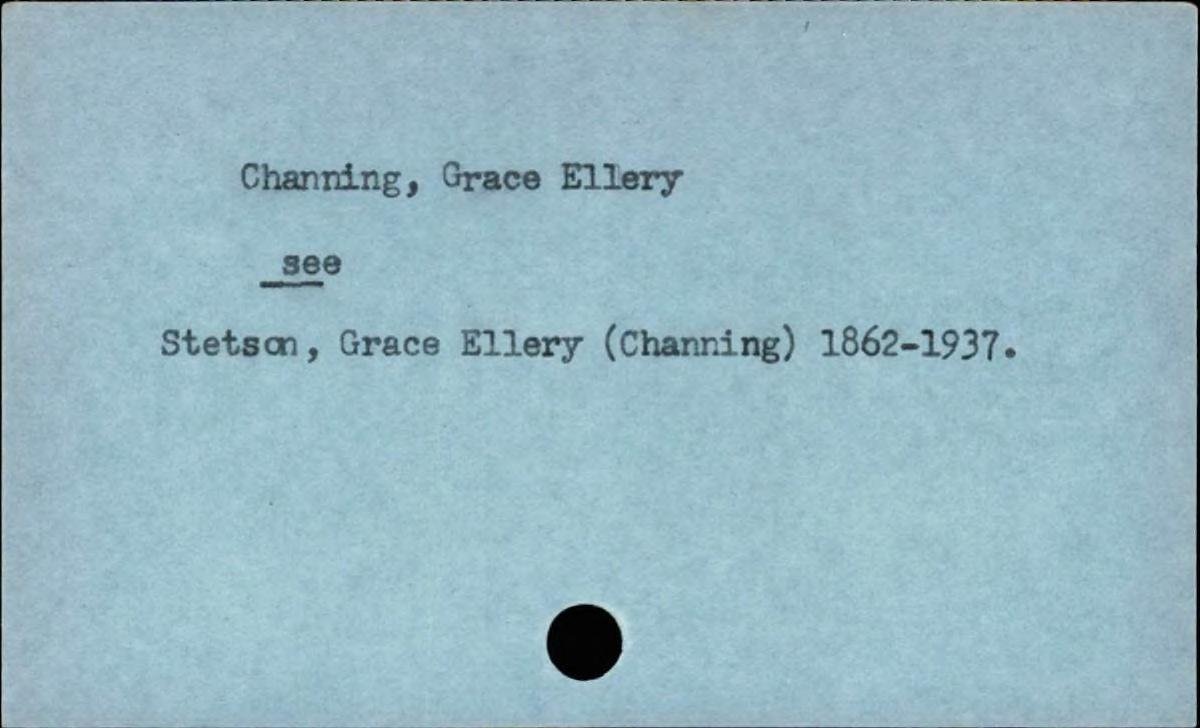 Channing, Grace Ellery
see
Stetson, Grace Ellery (Channing) 1862-1937.